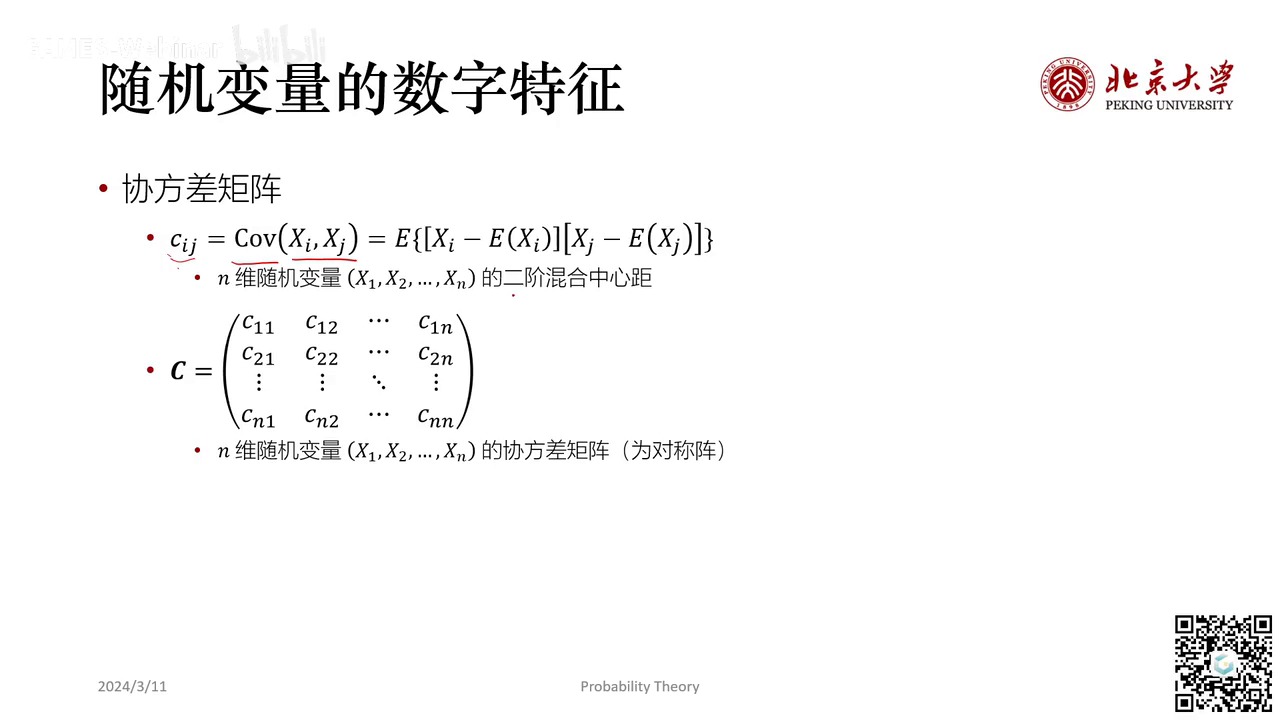 bilibili
随机变量的数字特征
北京大学
PEKING UNIVERSITY
• 协方差矩阵
• c_{ij} = Cov(X_i, X_j) = E{[X_i − E(X_i)][X_j − E(X_j)]}
• n 维随机变量 (X_1, X_2, …, X_n) 的二阶混合中心距
• C = 
c_{11} c_{12} ⋯ c_{1n}
c_{21} c_{22} ⋯ c_{2n}
⋮ ⋮ ⋱ ⋮
c_{n1} c_{n2} ⋯ c_{nn}
• n 维随机变量 (X_1, X_2, …, X_n) 的协方差矩阵（为对称阵）
2024/3/11
Probability Theory